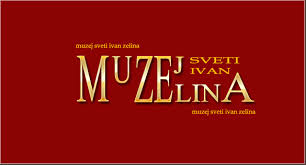 muzej sveti ivan zelina
MUZEJ SVETI
IVAN
ZELINA
muzej sveti ivan zelina